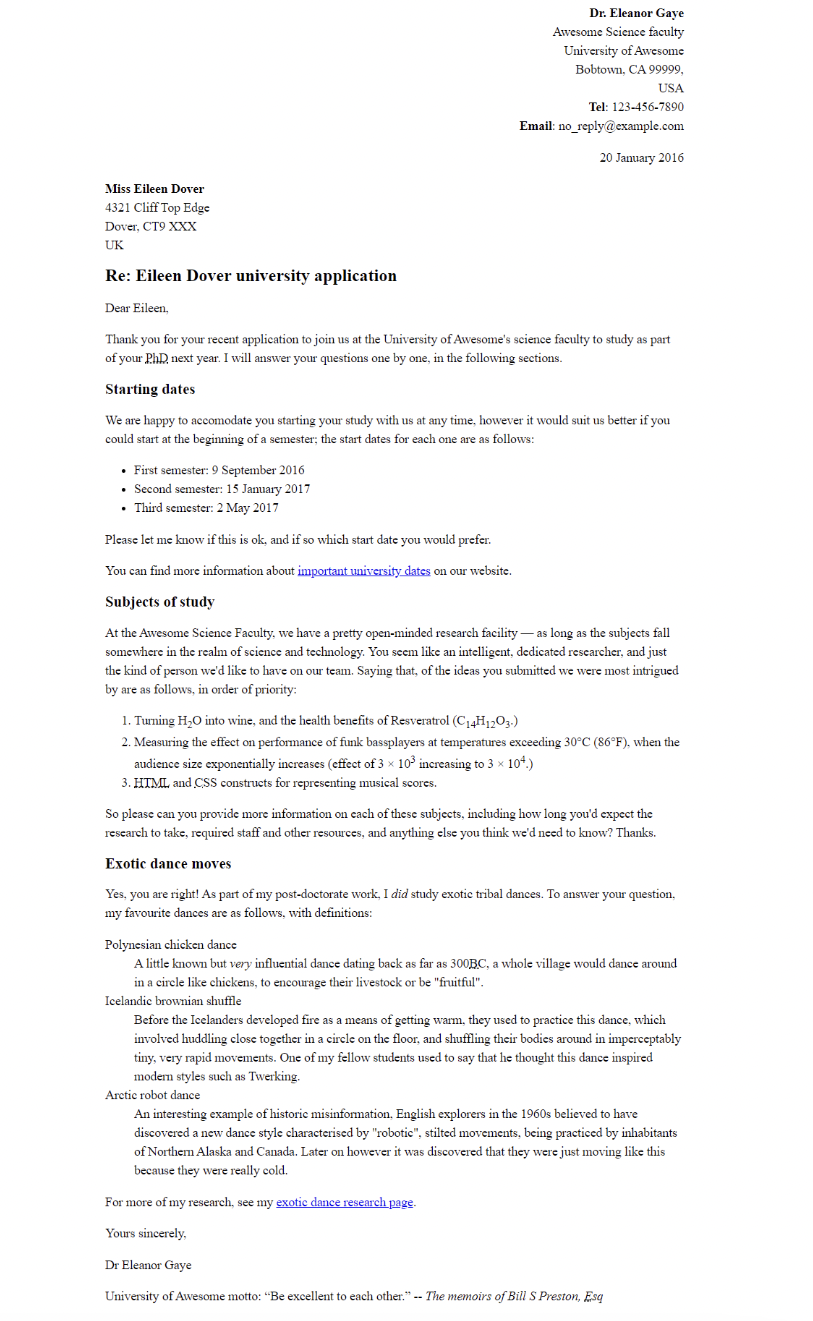 Dr. Eleanor Gaye
Awesome Science faculty
University of Awesome
Bobtown, CA 99999,
USA
Tel: 123-456-7890
Email: no_reply@example.com
20 January 2016
Miss Eileen Dover
4321 Cliff Top Edge
Dover, CT9 XXX
UK
Re: Eileen Dover university application
Dear Eileen,
Thank you for your recent application to join us at the University of Awesome's science faculty to study as part
of your PhD next year. I will answer your questions one by one, in the following sections.
Starting dates
We are happy to accomodate you starting your study with us at any time, however it would suit us better if you
could start at the beginning of a semester; the start dates for each one are as follows:
• First semester: 9 September 2016
• Second semester: 15 January 2017
• Third semester: 2 May 2017
Please let me know if this is ok, and if so which start date you would prefer.
You can find more information about important university dates on our website.
Subjects of study
At the Awesome Science Faculty, we have a pretty open-minded research facility — as long as the subjects fall
somewhere in the realm of science and technology. You seem like an intelligent, dedicated researcher, and just
the kind of person we'd like to have on our team. Saying that, of the ideas you submitted we were most intrigued
by are as follows, in order of priority:
1. Turning H₂O into wine, and the health benefits of Resveratrol (C₁₄H₁₂O₃.)
2. Measuring the effect on performance of funk bassplayers at temperatures exceeding 30°C (86°F), when the
audience size exponentially increases (effect of 3 × 10³ increasing to 3 × 10⁴.)
3. HTML and CSS constructs for representing musical scores.
So please can you provide more information on each of these subjects, including how long you'd expect the
research to take, required staff and other resources, and anything else you think we'd need to know? Thanks.
Exotic dance moves
Yes, you are right! As part of my post-doctorate work, I did study exotic tribal dances. To answer your question,
my favourite dances are as follows, with definitions:
Polynesian chicken dance
A little known but very influential dance dating back as far as 300BC, a whole village would dance around
in a circle like chickens, to encourage their livestock or be "fruitful".
Icelandic brownian shuffle
Before the Icelanders developed fire as a means of getting warm, they used to practice this dance, which
involved huddling close together in a circle on the floor, and shuffling their bodies around in imperceptably
tiny, very rapid movements. One of my fellow students used to say that he thought this dance inspired
modern styles such as Twerking.
Arctic robot dance
An interesting example of historic misinformation, English explorers in the 1960s believed to have
discovered a new dance style characterised by "robotic", stilted movements, being practiced by inhabitants
of Northern Alaska and Canada. Later on however it was discovered that they were just moving like this
because they were really cold.
For more of my research, see my exotic dance research page.
Yours sincerely,
Dr Eleanor Gaye
University of Awesome motto: “Be excellent to each other.” -- The memoirs of Bill S Preston, Esq